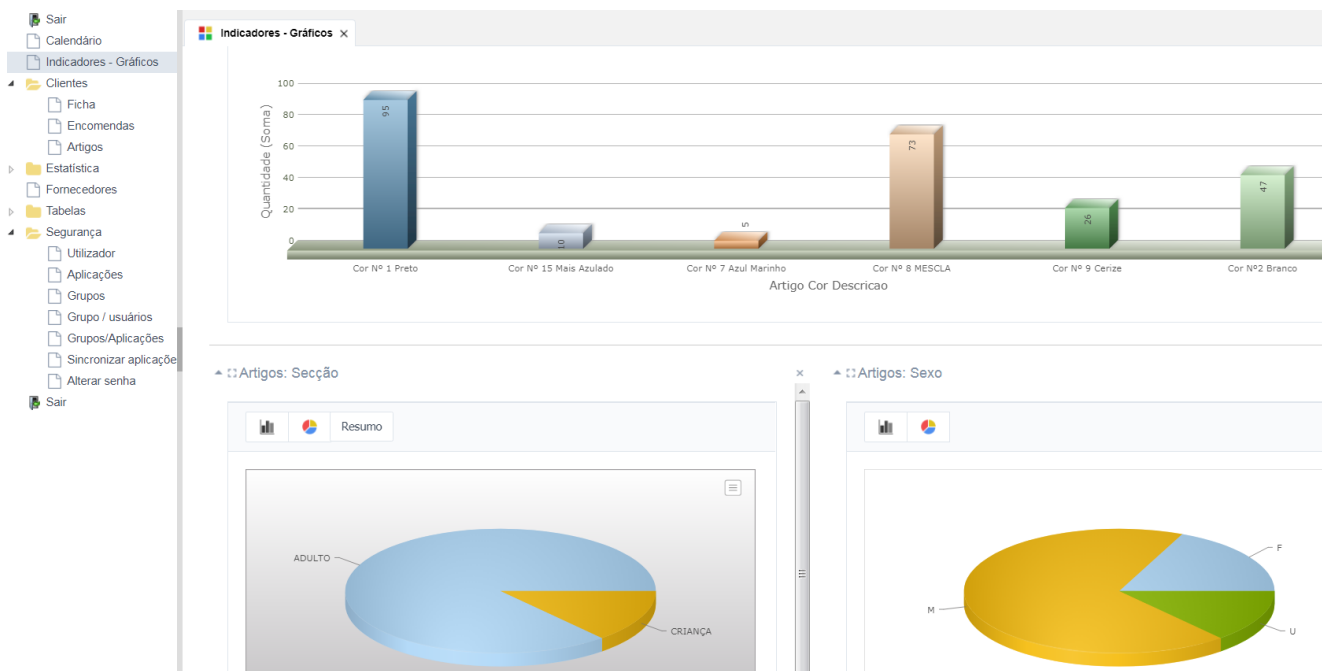 Sair
Calendário
Indicadores - Gráficos
Clientes
Ficha
Encomendas
Artigos
Estatística
Fornecedores
Tabelas
Segurança
Utilizador
Aplicações
Grupos
Grupo / usuários
Grupos/Aplicações
Sincronizar aplicaçõe
Alterar senha
Sair
Indicadores - Gráficos
Quantidade (Soma)
100
80
60
40
20
0
95
10
5
73
26
47
Cor Nº 1 Preto
Cor Nº 15 Mais Azulado
Cor Nº 7 Azul Marinho
Cor Nº 8 MESCLA
Cor Nº 9 Cerize
Cor Nº2 Branco
Artigo Cor Descricao
Artigos: Secção
Resumo
ADULTO
CRIANÇA
Artigos: Sexo
F
M
U